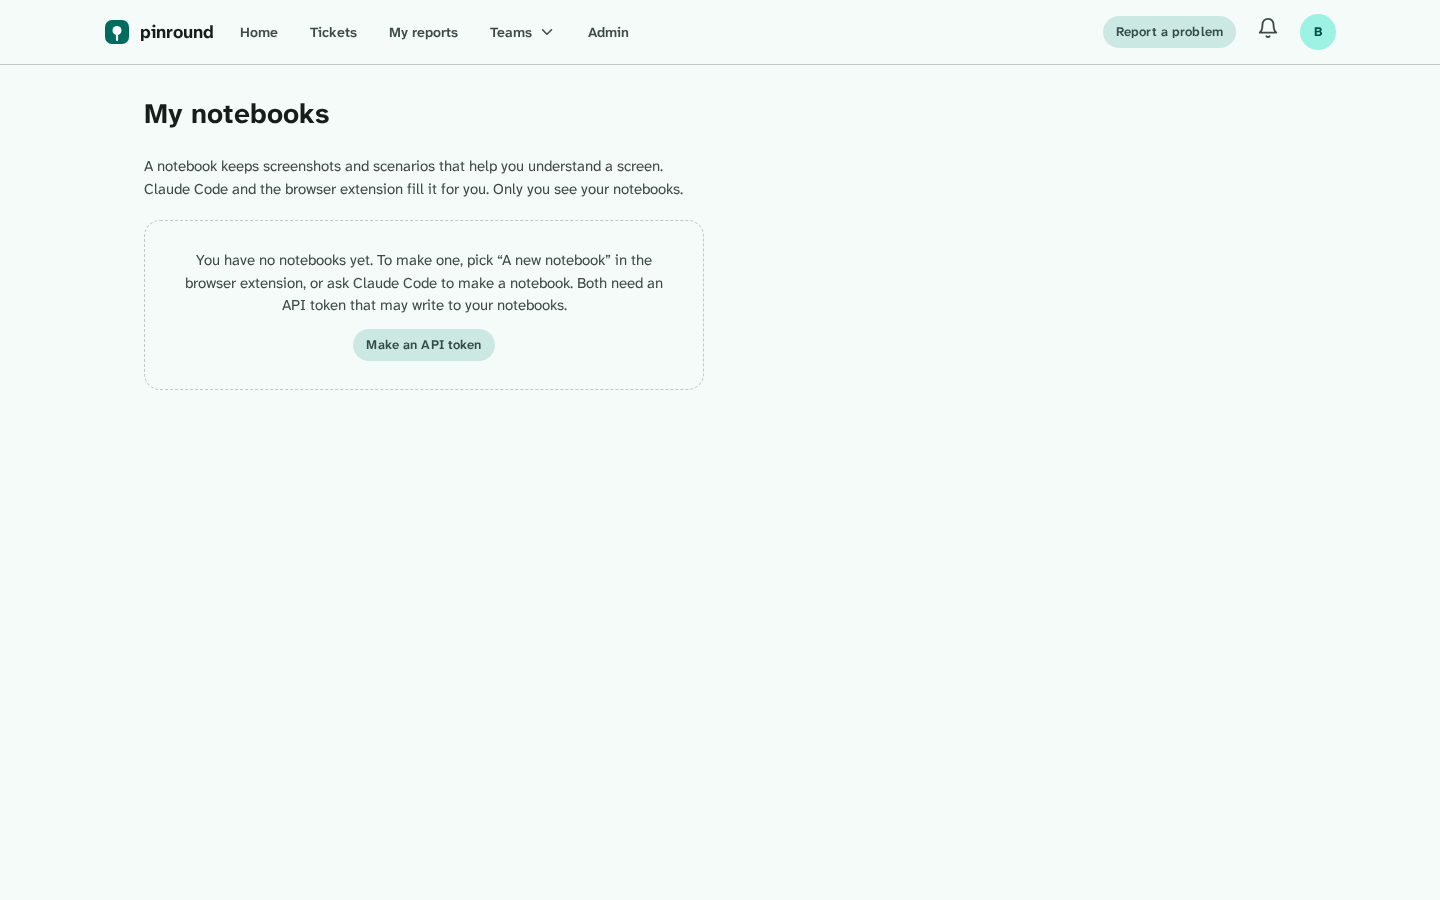 pinround
Home
Tickets
My reports
Teams
Admin
Report a problem
B
My notebooks
A notebook keeps screenshots and scenarios that help you understand a screen.
Claude Code and the browser extension fill it for you. Only you see your notebooks.
You have no notebooks yet. To make one, pick “A new notebook” in the
browser extension, or ask Claude Code to make a notebook. Both need an
API token that may write to your notebooks.
Make an API token